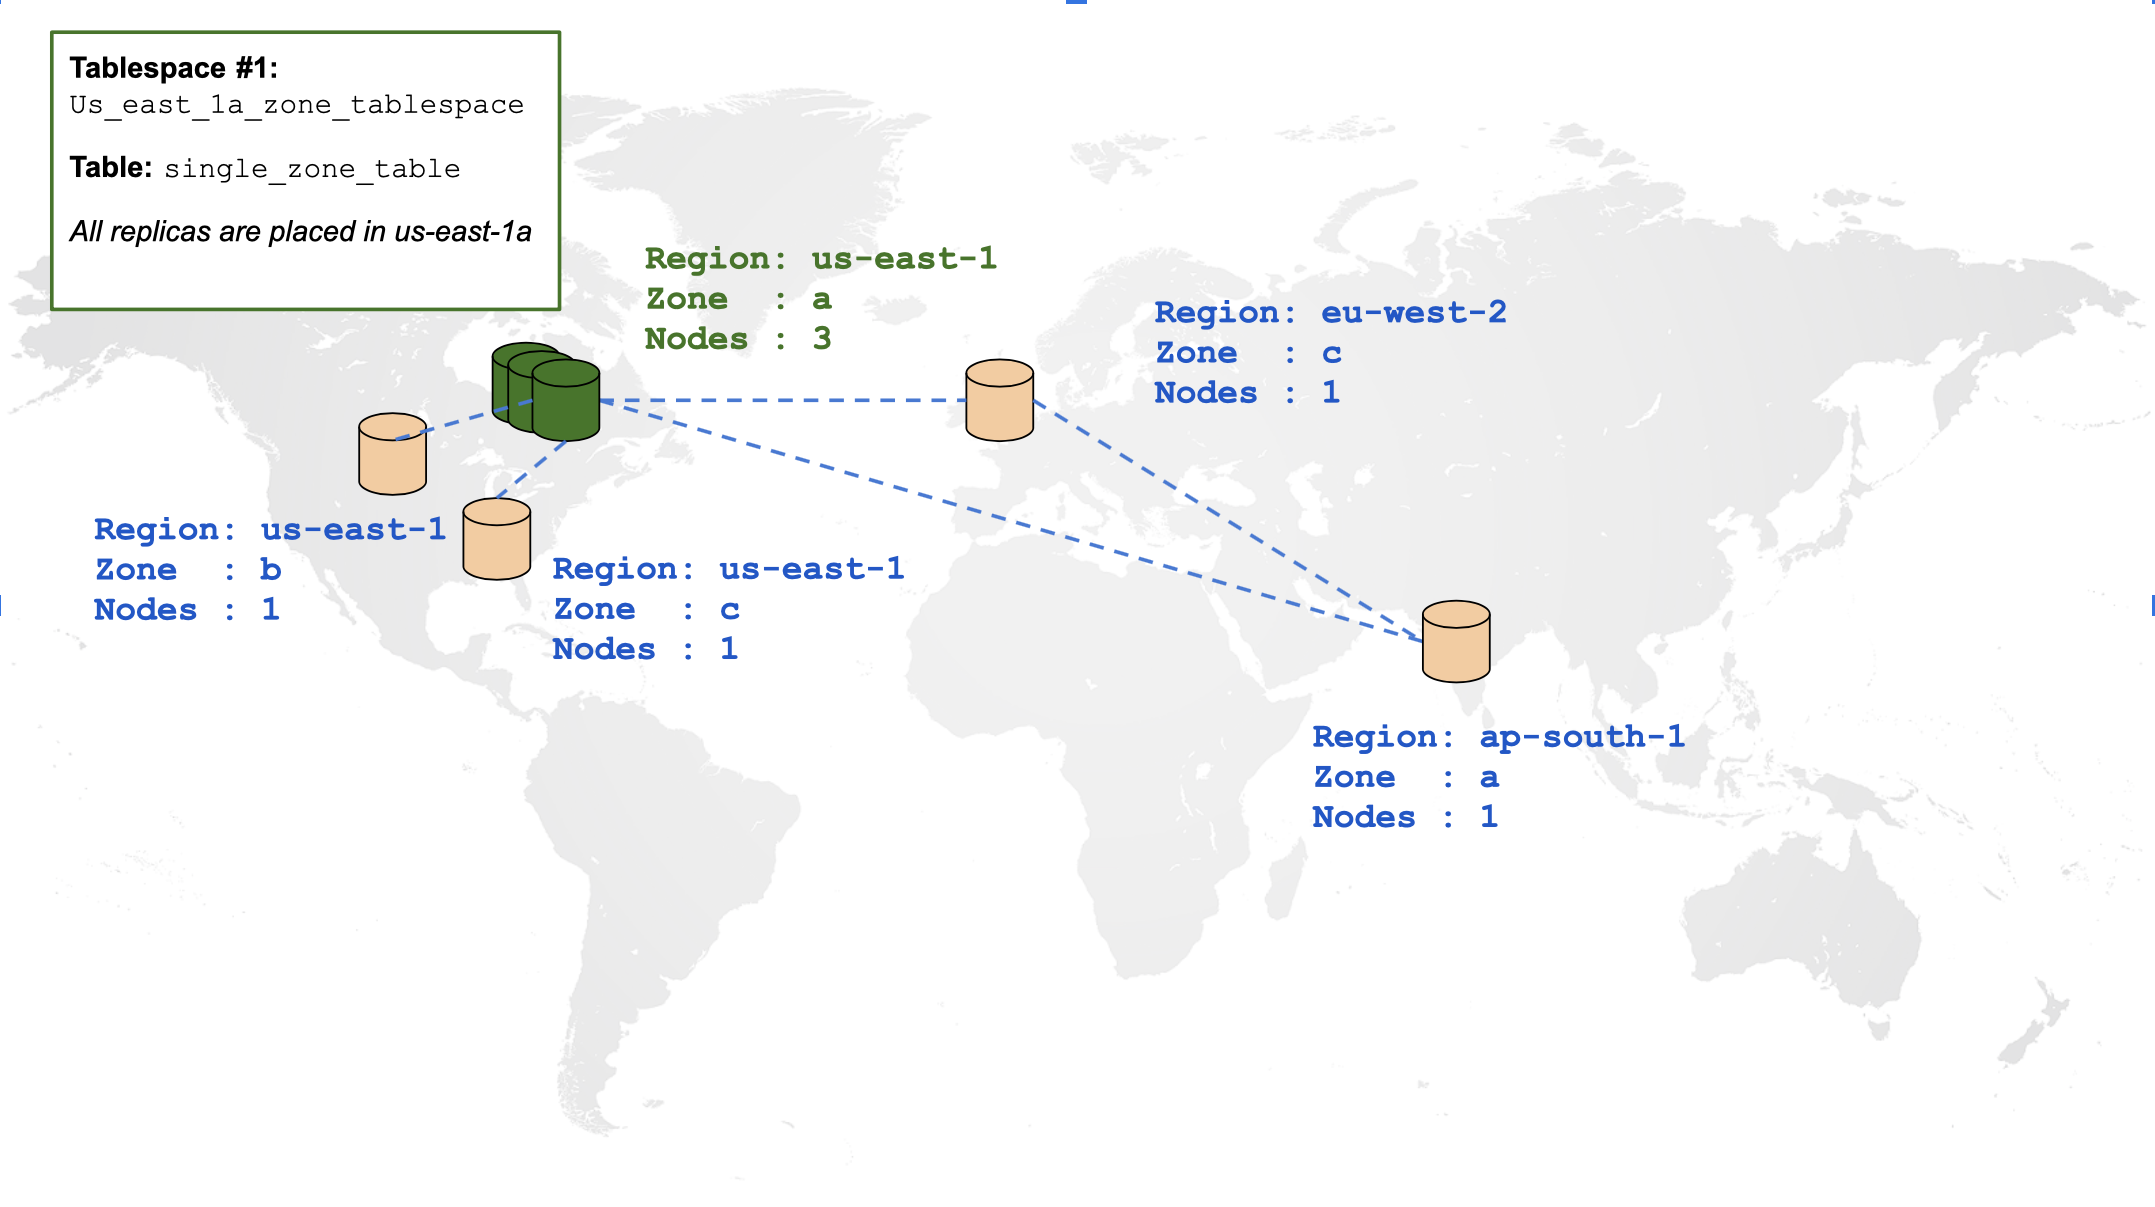 Tablespace #1:
Us_east_1a_zone_tablespace
Table: single_zone_table
All replicas are placed in us-east-1a
Region: us-east-1
Zone  : a
Nodes : 3
Region: eu-west-2
Zone  : c
Nodes : 1
Region: us-east-1
Zone  : b
Nodes : 1
Region: us-east-1
Zone  : c
Nodes : 1
Region: ap-south-1
Zone  : a
Nodes : 1